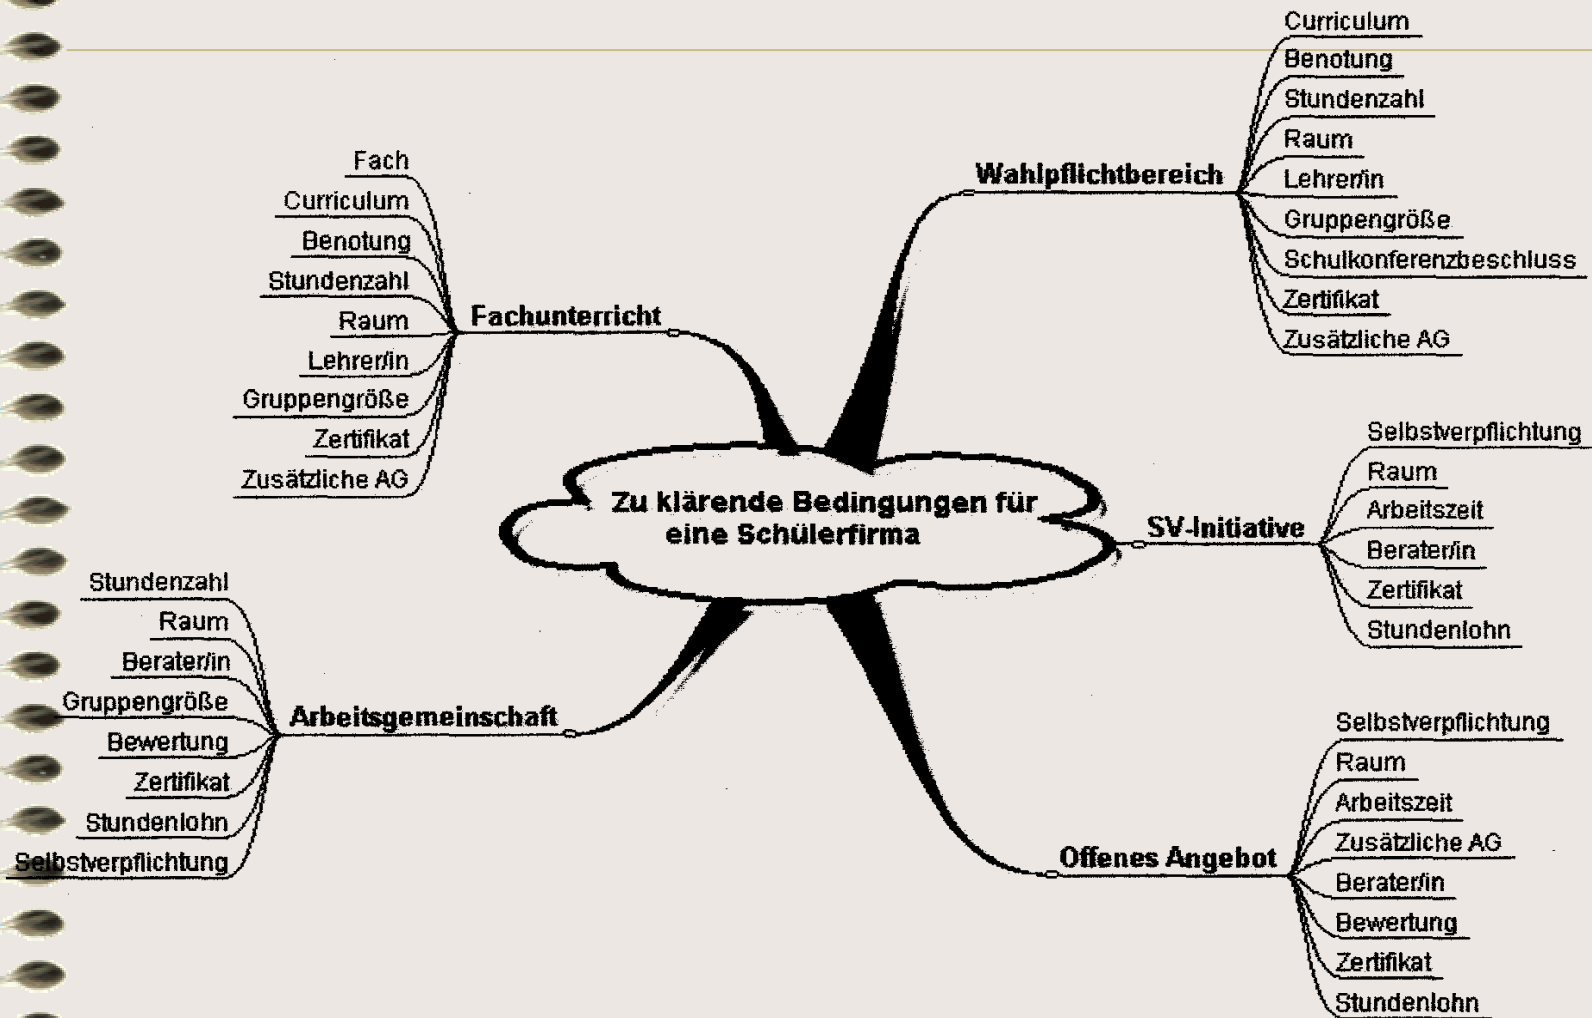 Zu klärende Bedingungen für
eine Schülerfirma
Fachunterricht
Fach
Curriculum
Benotung
Stundenzahl
Raum
Lehrer/in
Gruppengröße
Zertifikat
Zusätzliche AG
Wahlpflichtbereich
Curriculum
Benotung
Stundenzahl
Raum
Lehrer/in
Gruppengröße
Schulkonferenzbeschluss
Zertifikat
Zusätzliche AG
SV-Initiative
Selbstverpflichtung
Raum
Arbeitszeit
Berater/in
Zertifikat
Stundenlohn
Arbeitsgemeinschaft
Stundenzahl
Raum
Berater/in
Gruppengröße
Bewertung
Zertifikat
Stundenlohn
Selbstverpflichtung
Offenes Angebot
Selbstverpflichtung
Raum
Arbeitszeit
Zusätzliche AG
Berater/in
Bewertung
Zertifikat
Stundenlohn